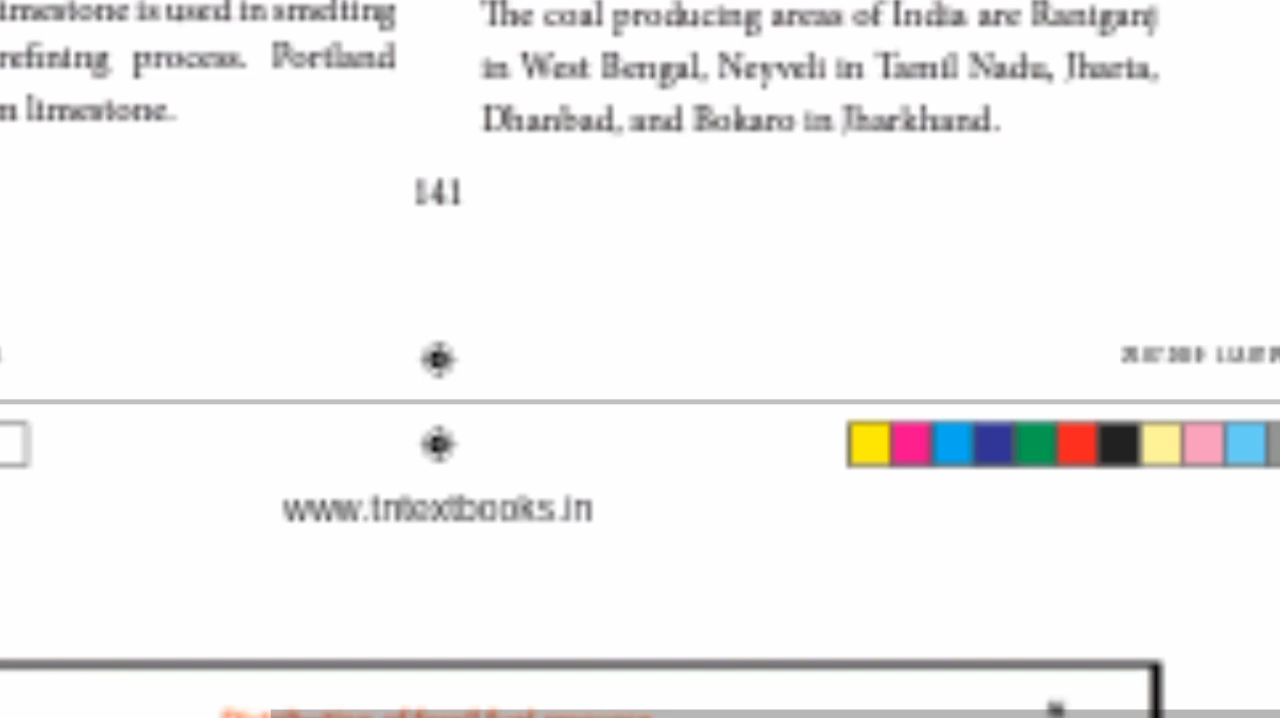 limestone is used in smelting
refining process. Portland
limestone.
The coal producing areas of India are Raniganj
in West Bengal, Neyveli in Tamil Nadu, Jharia,
Dhanbad, and Bokaro in Jharkhand.
141
www.tntextbooks.in